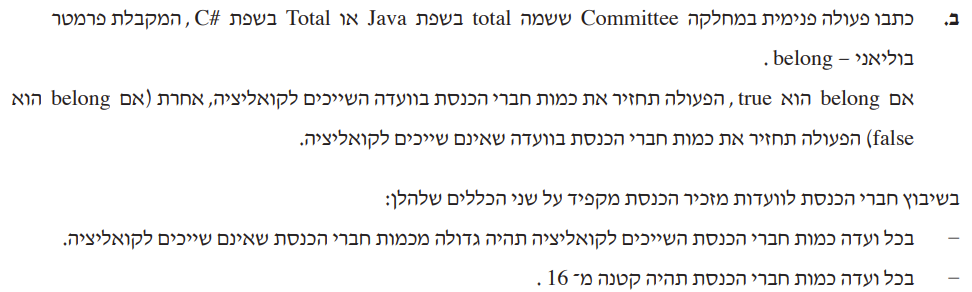 ב. כתבו פעולה פנימית במחלקה Committee ששמה total בשפת Java או Total בשפת C#, המקבלת פרמטר
בוליאני – belong .
אם belong הוא true , הפעולה תחזיר את כמות חברי הכנסת בוועדה השייכים לקואליציה, אחרת (אם belong הוא
false) הפעולה תחזיר את כמות חברי הכנסת בוועדה שאינם שייכים לקואליציה.
בשיבוץ חברי הכנסת לוועדות מזכיר הכנסת מקפיד על שני הכללים שלהלן:
– בכל ועדה כמות חברי הכנסת השייכים לקואליציה תהיה גדולה מכמות חברי הכנסת שאינם שייכים לקואליציה.
– בכל ועדה כמות חברי הכנסת תהיה קטנה מ־ 16 .